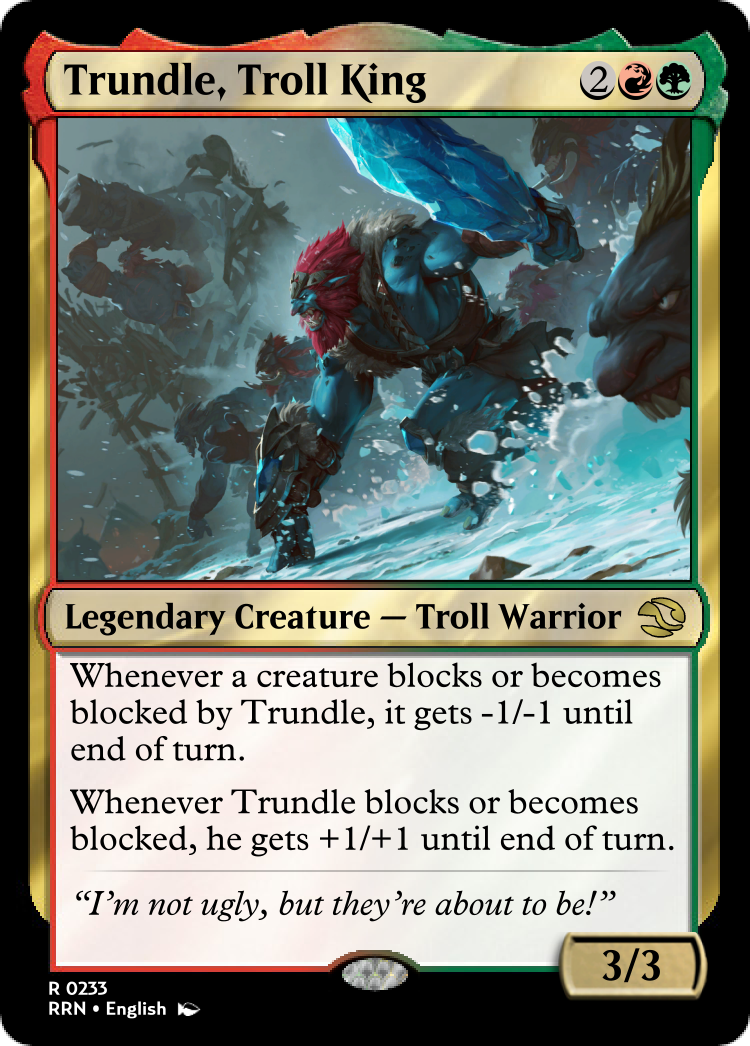 Trundle, Troll King
2
Legendary Creature — Troll Warrior
Whenever a creature blocks or becomes
blocked by Trundle, it gets -1/-1 until
end of turn.
Whenever Trundle blocks or becomes
blocked, he gets +1/+1 until end of turn.
“I’m not ugly, but they’re about to be!”
3/3
R 0233
RRN • English